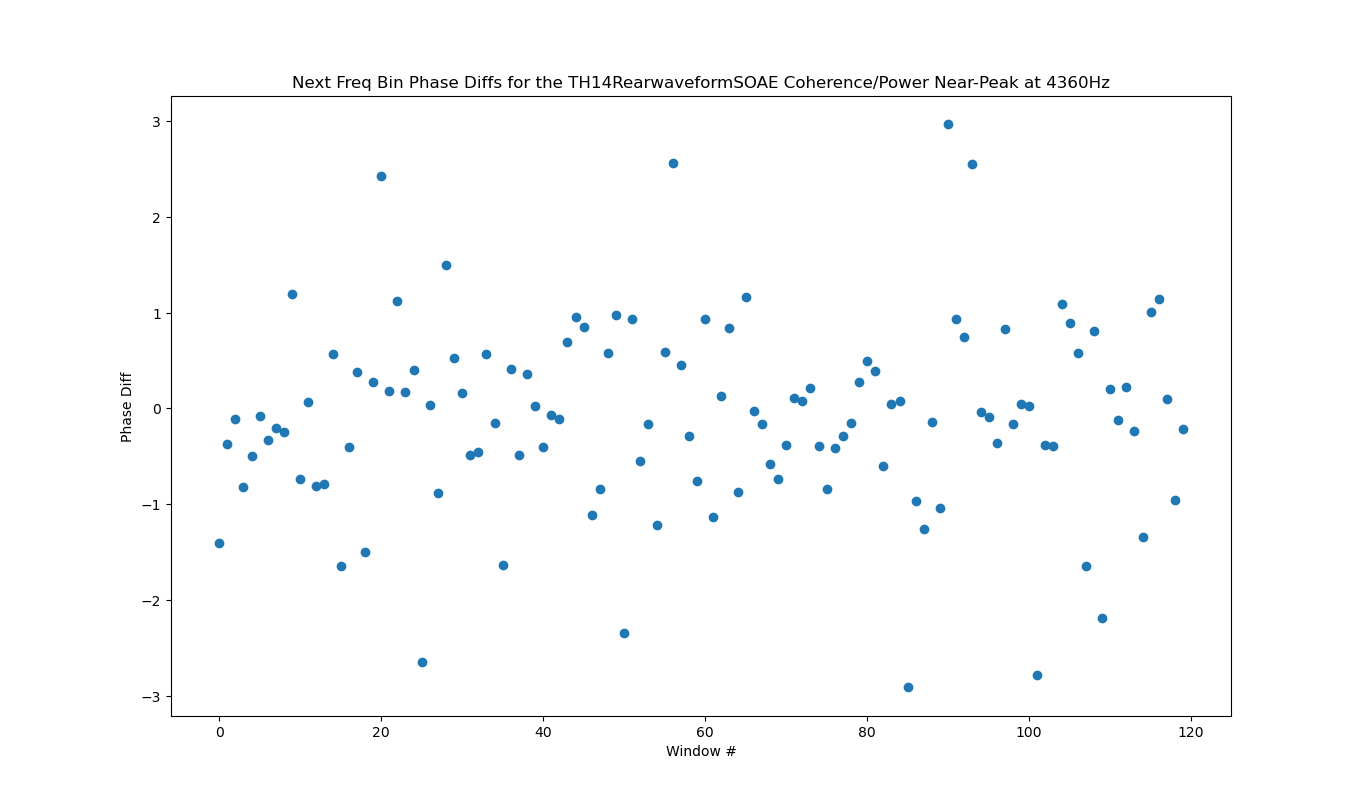 Next Freq Bin Phase Diffs for the TH14RearwaveformSOAE Coherence/Power Near-Peak at 4360Hz
3
2
1
0
−1
−2
−3
Phase Diff
0 20 40 60 80 100 120
Window #